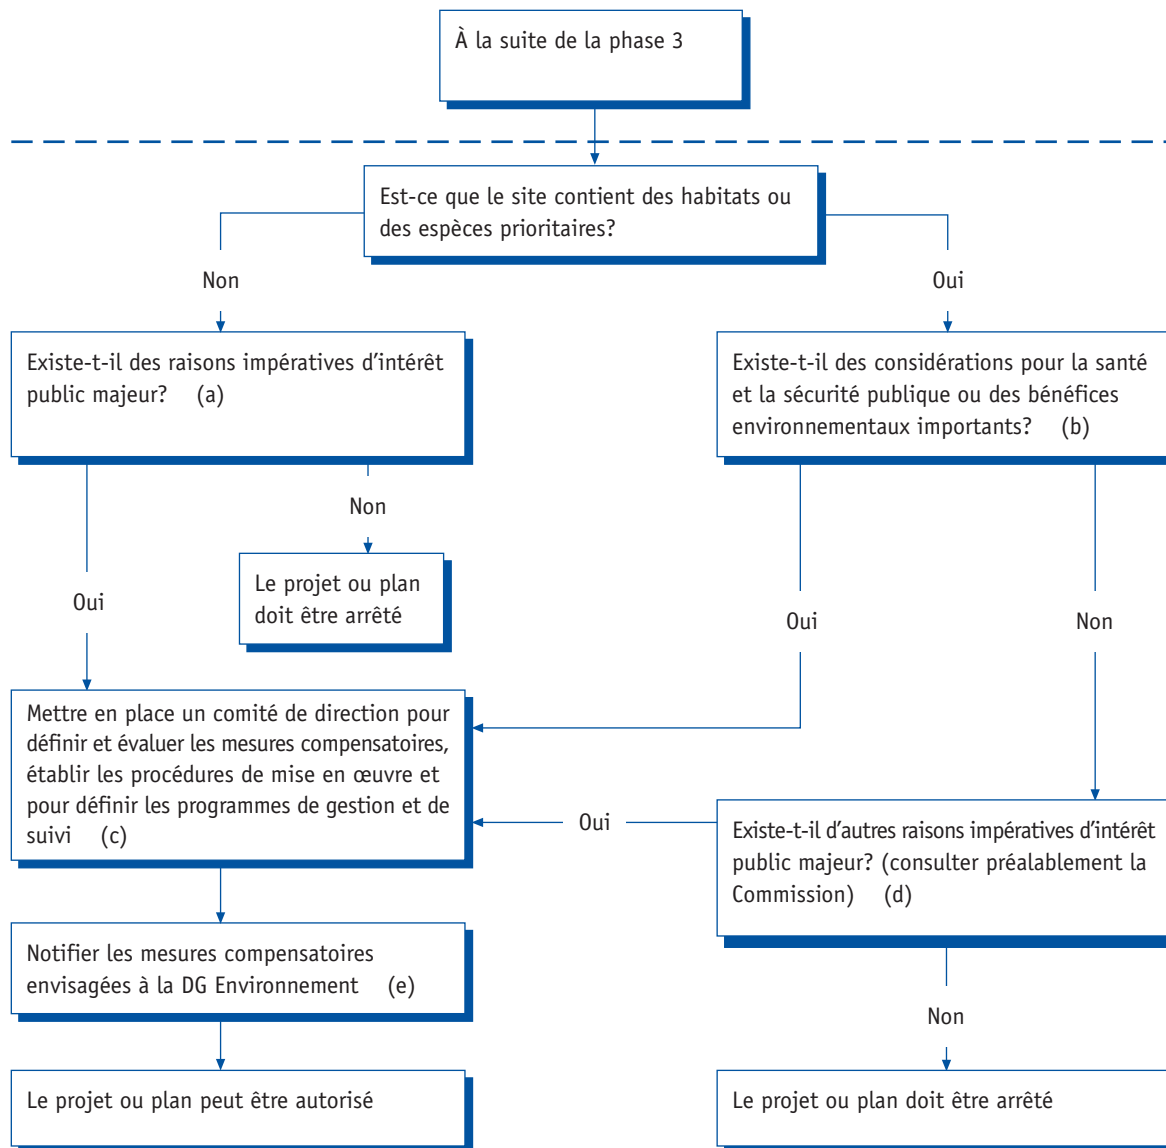 À la suite de la phase 3
Est-ce que le site contient des habitats ou
des espèces prioritaires?
Non
Oui
Existe-t-il des raisons impératives d'intérêt
public majeur? (a)
Existe-t-il des considérations pour la santé
et la sécurité publique ou des bénéfices
environnementaux importants? (b)
Non
Le projet ou plan
doit être arrêté
Oui
Oui
Non
Mettre en place un comité de direction pour
définir et évaluer les mesures compensatoires,
établir les procédures de mise en œuvre et
pour définir les programmes de gestion et de
suivi (c)
Oui
Existe-t-il d'autres raisons impératives d'intérêt
public majeur? (consulter préalablement la
Commission) (d)
Notifier les mesures compensatoires
envisagées à la DG Environnement (e)
Non
Le projet ou plan peut être autorisé
Le projet ou plan doit être arrêté